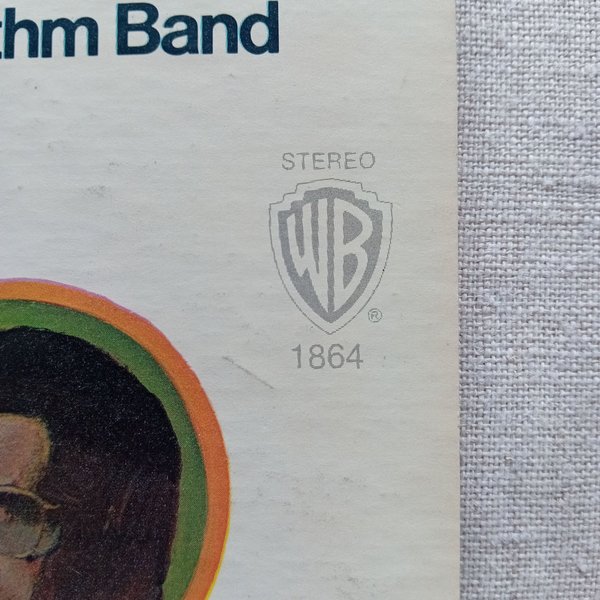 thm Band
STEREO
WB
®
1864